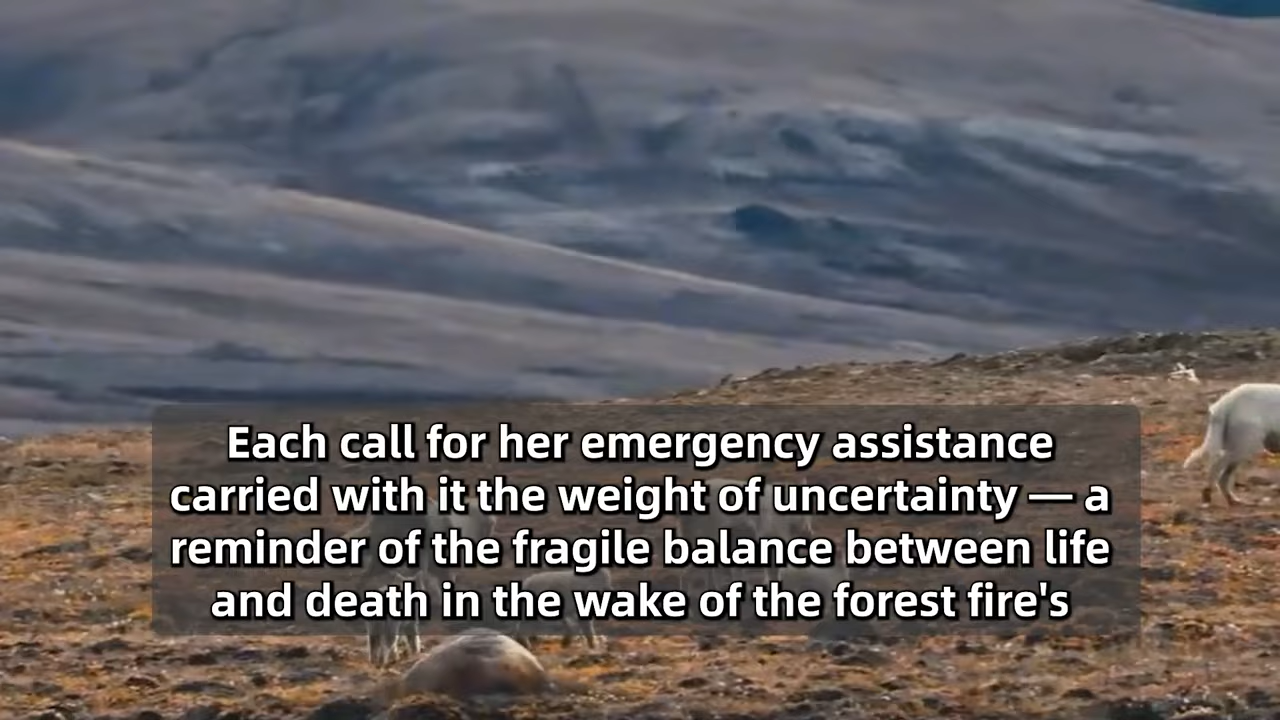 Each call for her emergency assistance
carried with it the weight of uncertainty — a
reminder of the fragile balance between life
and death in the wake of the forest fire's